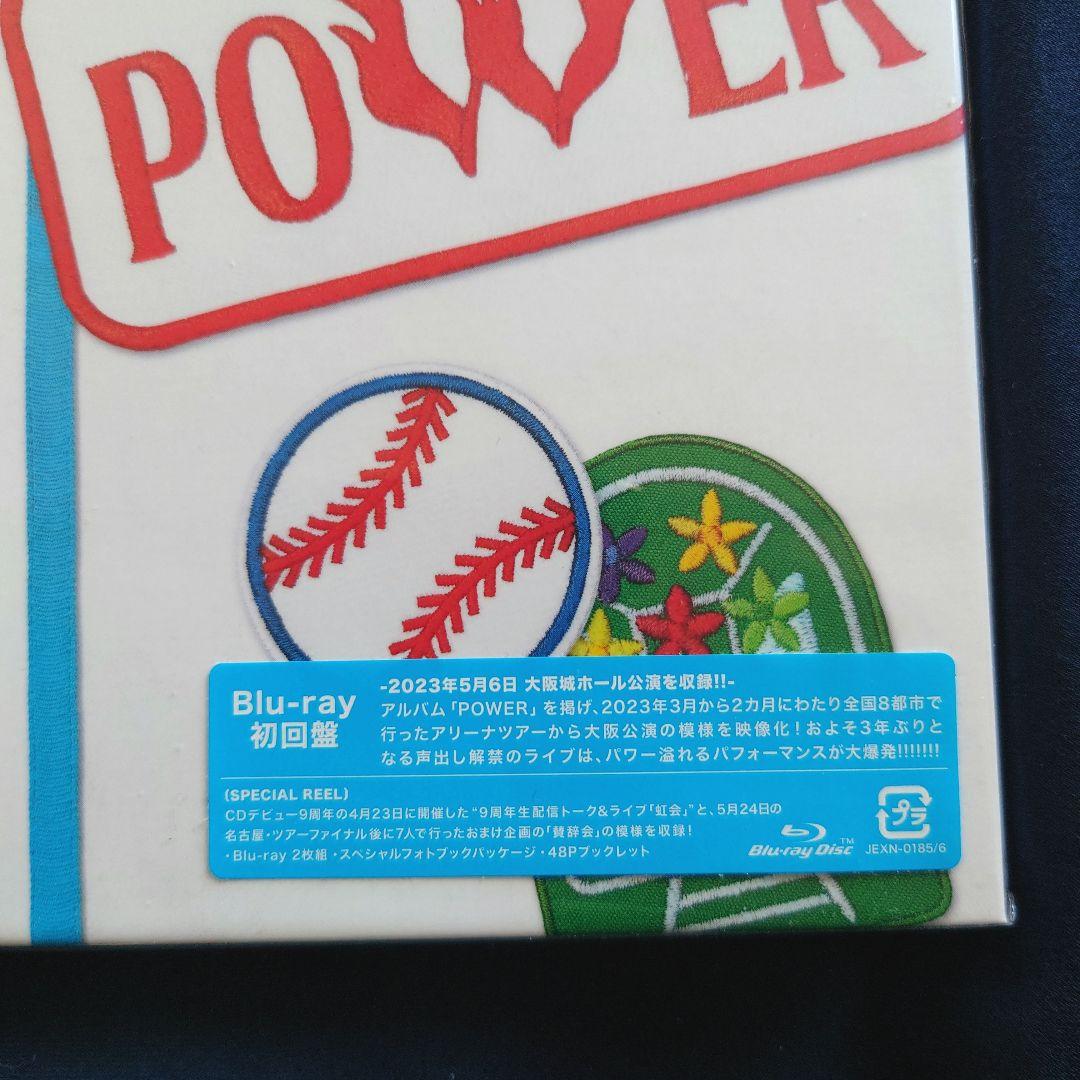 POWER
Blu-ray
初回盤
-2023年5月6日 大阪城ホール公演を収録!!-
アルバム「POWER」を掲げ、2023年3月から2カ月にわたり全国8都市で
行ったアリーナツアーから大阪公演の模様を映像化！およそ3年ぶりと
なる声出し解禁のライブは、パワー溢れるパフォーマンスが大爆発!!!!!!!
(SPECIAL REEL)
CDデビュー9周年の4月23日に開催した“9周年生配信トーク&ライブ「虹会」”と、5月24日の
名古屋・ツアーファイナル後に7人で行ったおまけ企画の「賛辞会」の模様を収録！
・Blu-ray 2枚組 ・スペシャルフォトブックパッケージ ・48Pブックレット
Blu-ray Disc™
プラ
JEXN-0185/6